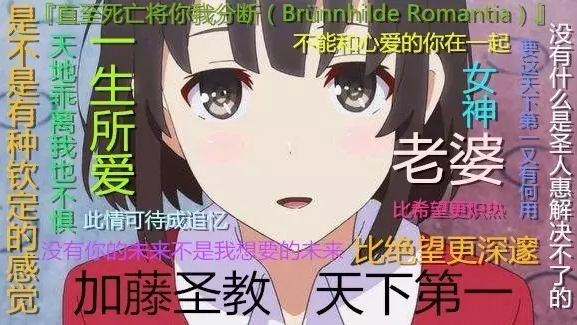 『直至死亡将你我分断（Brünnhilde Romantia）』
是不是有种钦定的感觉
天地乖离我也不惧
一生所爱
不能和心爱的你在一起
女神
要这天下第一又有何用
没有什么是圣人惠解决不了的
老婆
比希望更炽热
此情可待成追忆
没有你的未来不是我想要的未来
比绝望更深邃
加藤圣教 天下第一